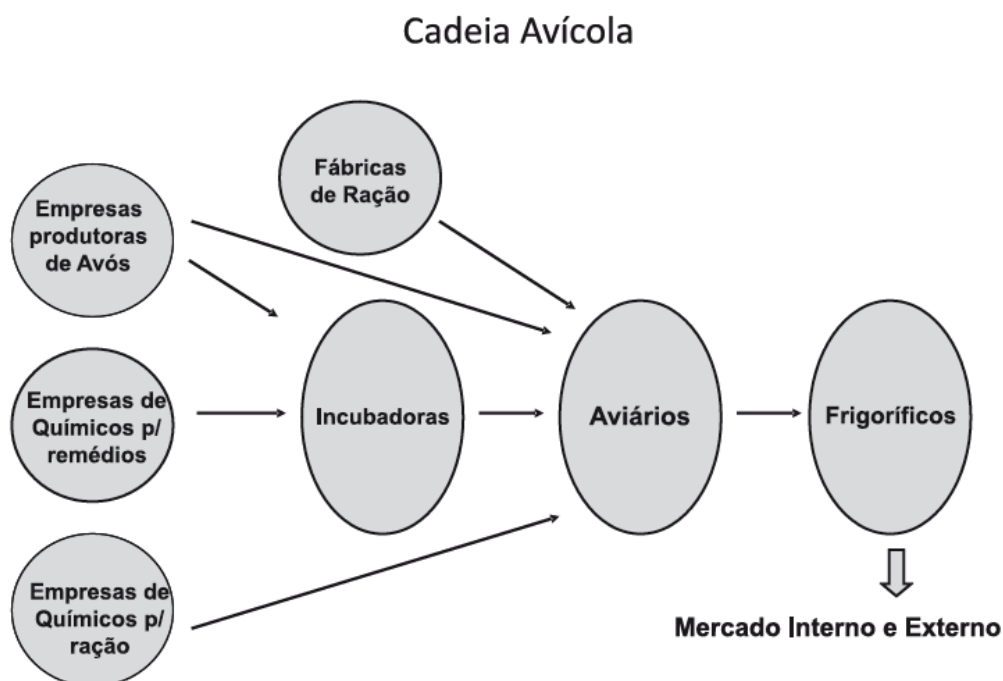 Cadeia Avícola
Fábricas
de Ração
Empresas
produtoras
de Avós
Empresas de
Químicos p/
remédios
Incubadoras
Aviários
Frigoríficos
Empresas de
Químicos p/
ração
Mercado Interno e Externo